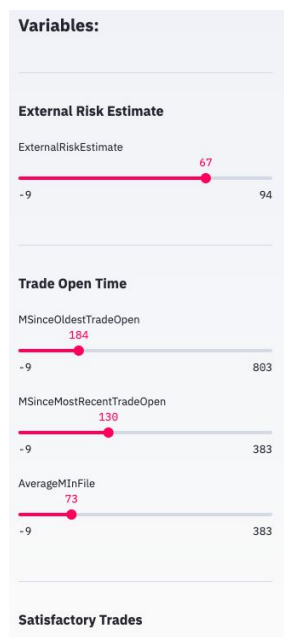 Variables:
External Risk Estimate
ExternalRiskEstimate
67
-9 94
Trade Open Time
MSinceOldestTradeOpen
184
-9 803
MSinceMostRecentTradeOpen
130
-9 383
AverageMInFile
73
-9 383
Satisfactory Trades